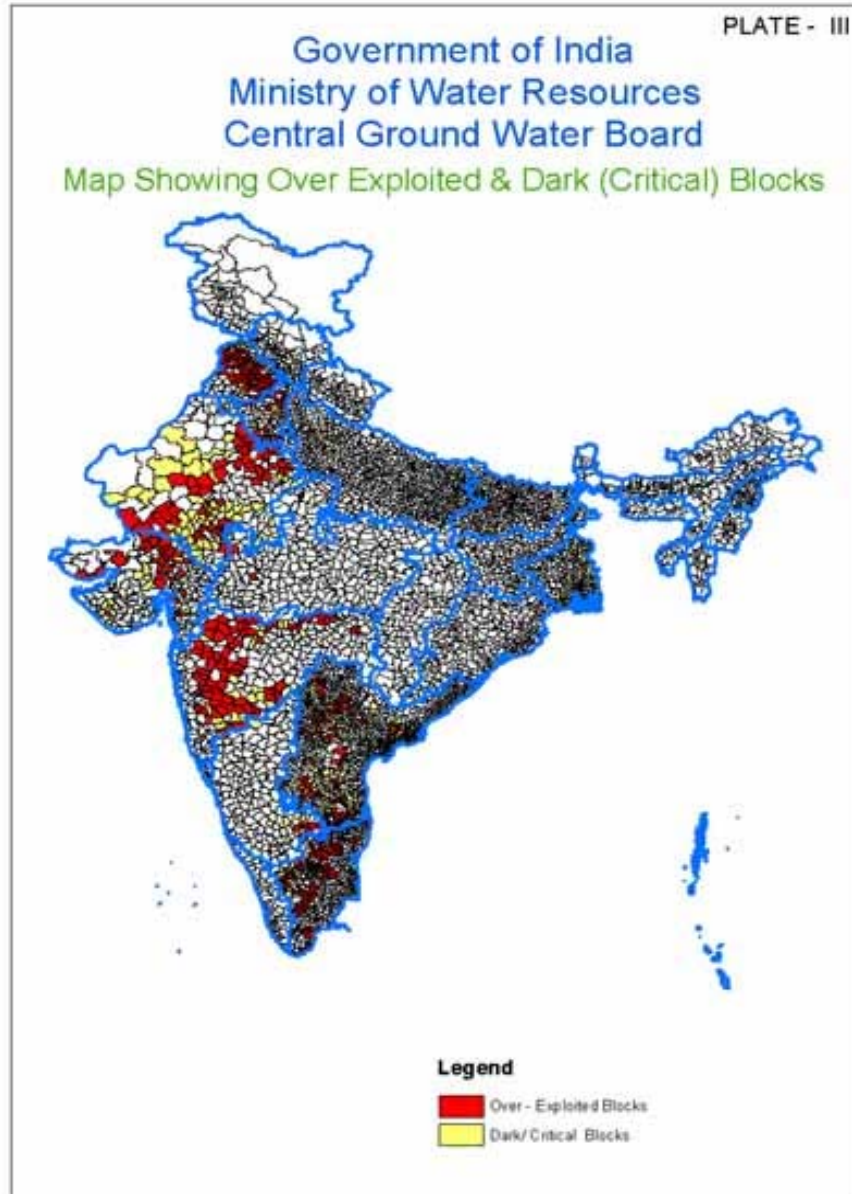 PLATE - III
Government of India
Ministry of Water Resources
Central Ground Water Board
Map Showing Over Exploited & Dark (Critical) Blocks
Legend
Over - Exploited Blocks
Dark/ Critical Blocks